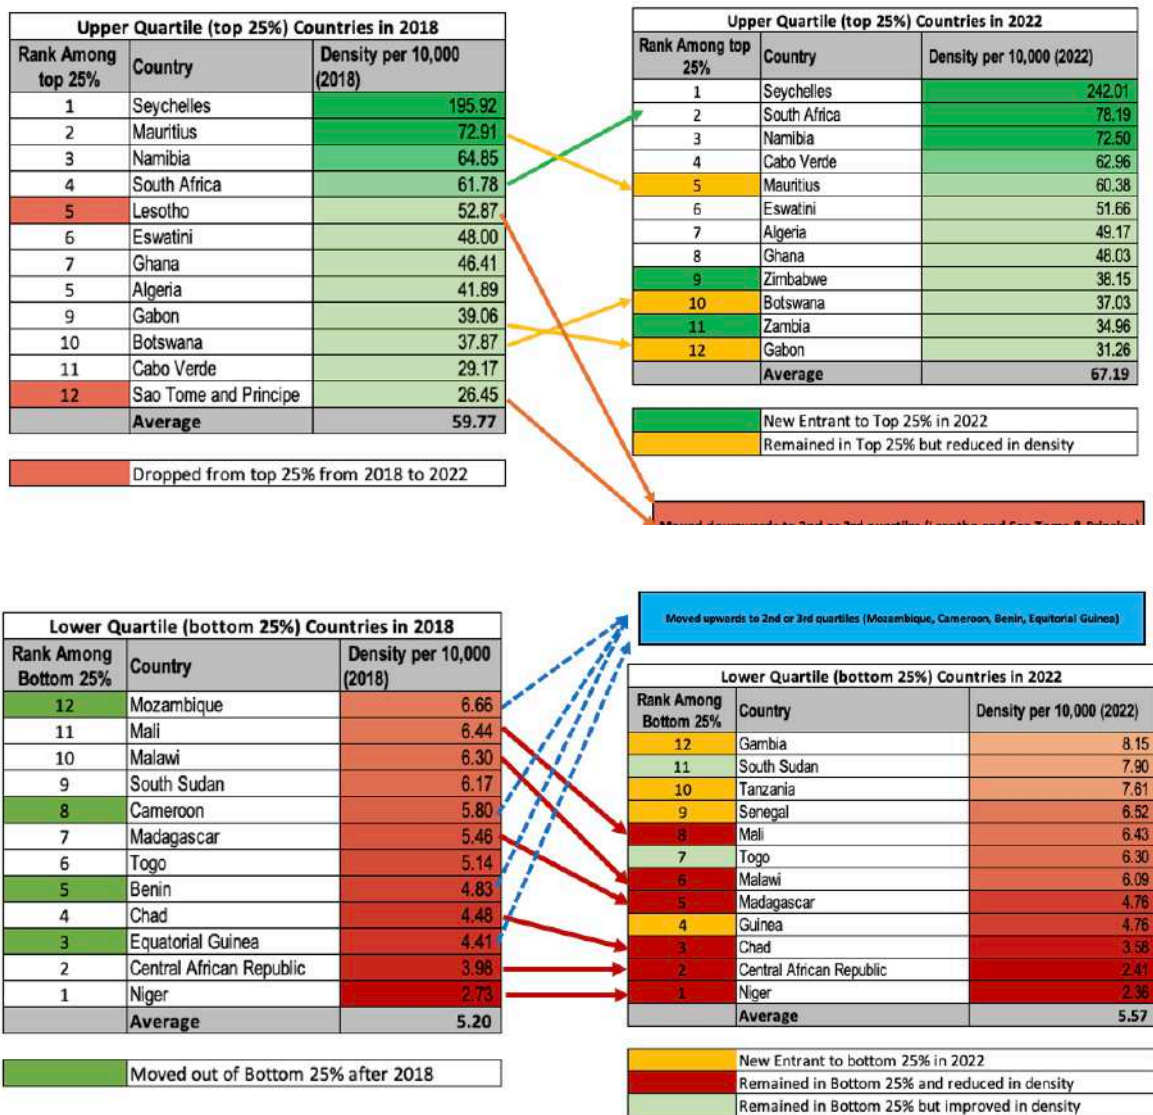 Upper Quartile (top 25%) Countries in 2018
Rank Among top 25% Country Density per 10,000 (2018)
1 Seychelles 195.92
2 Mauritius 72.91
3 Namibia 64.85
4 South Africa 61.78
5 Lesotho 52.87
6 Eswatini 48.00
7 Ghana 46.41
5 Algeria 41.89
9 Gabon 39.06
10 Botswana 37.87
11 Cabo Verde 29.17
12 Sao Tome and Principe 26.45
Average 59.77
Dropped from top 25% from 2018 to 2022
Upper Quartile (top 25%) Countries in 2022
Rank Among top 25% Country Density per 10,000 (2022)
1 Seychelles 242.01
2 South Africa 78.19
3 Namibia 72.50
4 Cabo Verde 62.96
5 Mauritius 60.38
6 Eswatini 51.66
7 Algeria 49.17
8 Ghana 48.03
9 Zimbabwe 38.15
10 Botswana 37.03
11 Zambia 34.96
12 Gabon 31.26
Average 67.19
New Entrant to Top 25% in 2022
Remained in Top 25% but reduced in density
Moved downwards to 2nd or 3rd quartiles (Lesotho and Sao Tome & Principe)
Lower Quartile (bottom 25%) Countries in 2018
Rank Among Bottom 25% Country Density per 10,000 (2018)
12 Mozambique 6.66
11 Mali 6.44
10 Malawi 6.30
9 South Sudan 6.17
8 Cameroon 5.80
7 Madagascar 5.46
6 Togo 5.14
5 Benin 4.83
4 Chad 4.48
3 Equatorial Guinea 4.41
2 Central African Republic 3.98
1 Niger 2.73
Average 5.20
Moved out of Bottom 25% after 2018
Moved upwards to 2nd or 3rd quartiles (Mozambique, Cameroon, Benin, Equitorial Guinea)
Lower Quartile (bottom 25%) Countries in 2022
Rank Among Bottom 25% Country Density per 10,000 (2022)
12 Gambia 8.15
11 South Sudan 7.90
10 Tanzania 7.61
9 Senegal 6.52
8 Mali 6.43
7 Togo 6.30
6 Malawi 6.09
5 Madagascar 4.76
4 Guinea 4.76
3 Chad 3.58
2 Central African Republic 2.41
1 Niger 2.36
Average 5.57
New Entrant to bottom 25% in 2022
Remained in Bottom 25% and reduced in density
Remained in Bottom 25% but improved in density